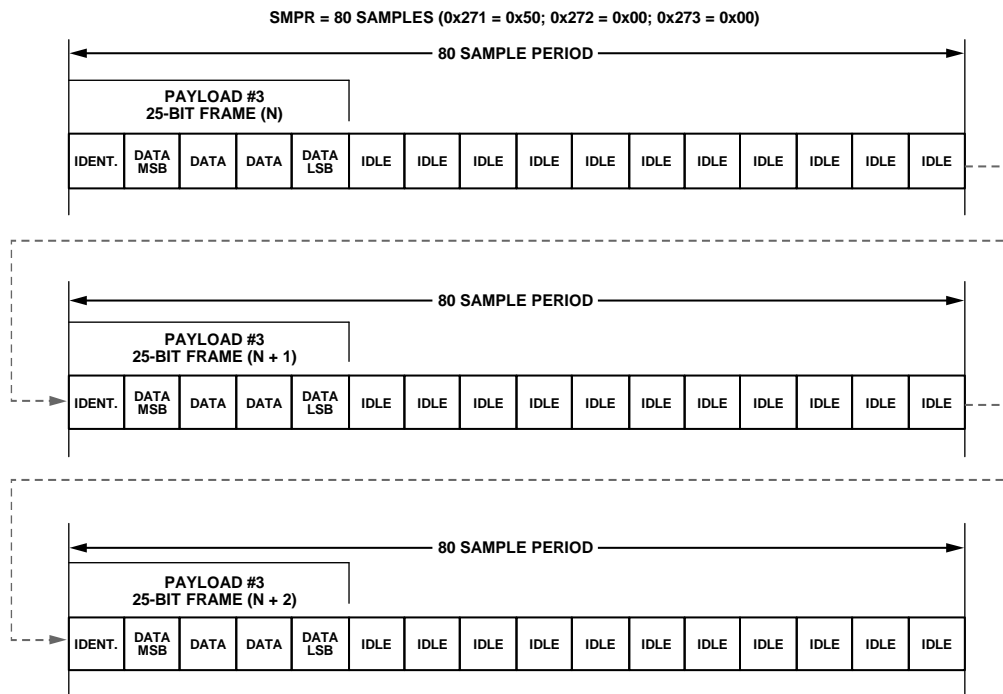 SMPR = 80 SAMPLES (0x271 = 0x50; 0x272 = 0x00; 0x273 = 0x00)
80 SAMPLE PERIOD
PAYLOAD #3
25-BIT FRAME (N)
IDENT. DATA MSB DATA DATA DATA LSB IDLE IDLE IDLE IDLE IDLE IDLE IDLE IDLE IDLE IDLE IDLE
80 SAMPLE PERIOD
PAYLOAD #3
25-BIT FRAME (N + 1)
IDENT. DATA MSB DATA DATA DATA LSB IDLE IDLE IDLE IDLE IDLE IDLE IDLE IDLE IDLE IDLE IDLE
80 SAMPLE PERIOD
PAYLOAD #3
25-BIT FRAME (N + 2)
IDENT. DATA MSB DATA DATA DATA LSB IDLE IDLE IDLE IDLE IDLE IDLE IDLE IDLE IDLE IDLE IDLE